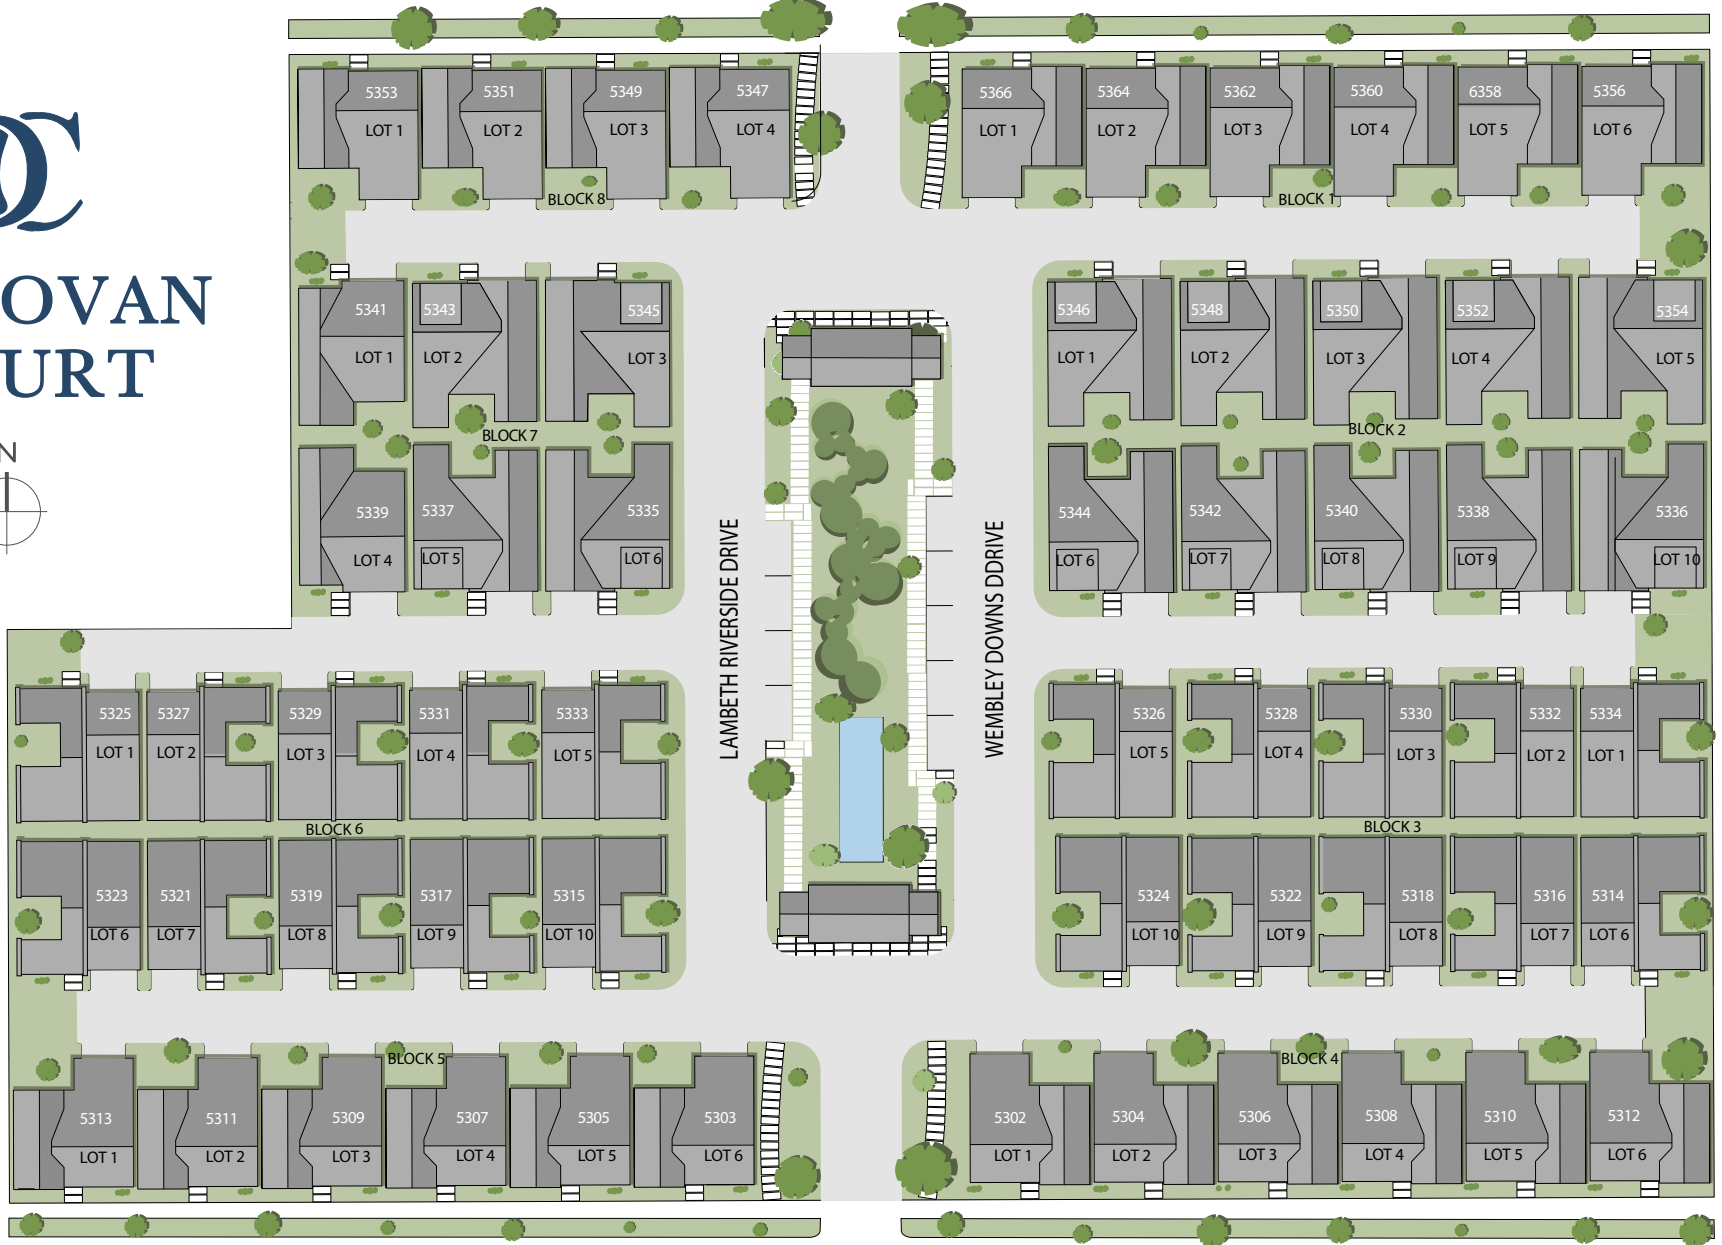 DC
OVAN
URT
N
5353 5351 5349 5347
LOT 1 LOT 2 LOT 3 LOT 4
BLOCK 8
5366 5364 5362 5360 6358 5356
LOT 1 LOT 2 LOT 3 LOT 4 LOT 5 LOT 6
BLOCK 1
5341 5343 5345
LOT 1 LOT 2 LOT 3
BLOCK 7
5339 5337 5335
LOT 4 LOT 5 LOT 6
5346 5348 5350 5352 5354
LOT 1 LOT 2 LOT 3 LOT 4 LOT 5
BLOCK 2
5344 5342 5340 5338 5336
LOT 6 LOT 7 LOT 8 LOT 9 LOT 10
LAMBETH RIVERSIDE DRIVE
WEMBLEY DOWNS DDRIVE
5325 5327 5329 5331 5333
LOT 1 LOT 2 LOT 3 LOT 4 LOT 5
BLOCK 6
5323 5321 5319 5317 5315
LOT 6 LOT 7 LOT 8 LOT 9 LOT 10
5326 5328 5330 5332 5334
LOT 5 LOT 4 LOT 3 LOT 2 LOT 1
BLOCK 3
5324 5322 5318 5316 5314
LOT 10 LOT 9 LOT 8 LOT 7 LOT 6
BLOCK 5
5313 5311 5309 5307 5305 5303
LOT 1 LOT 2 LOT 3 LOT 4 LOT 5 LOT 6
BLOCK 4
5302 5304 5306 5308 5310 5312
LOT 1 LOT 2 LOT 3 LOT 4 LOT 5 LOT 6